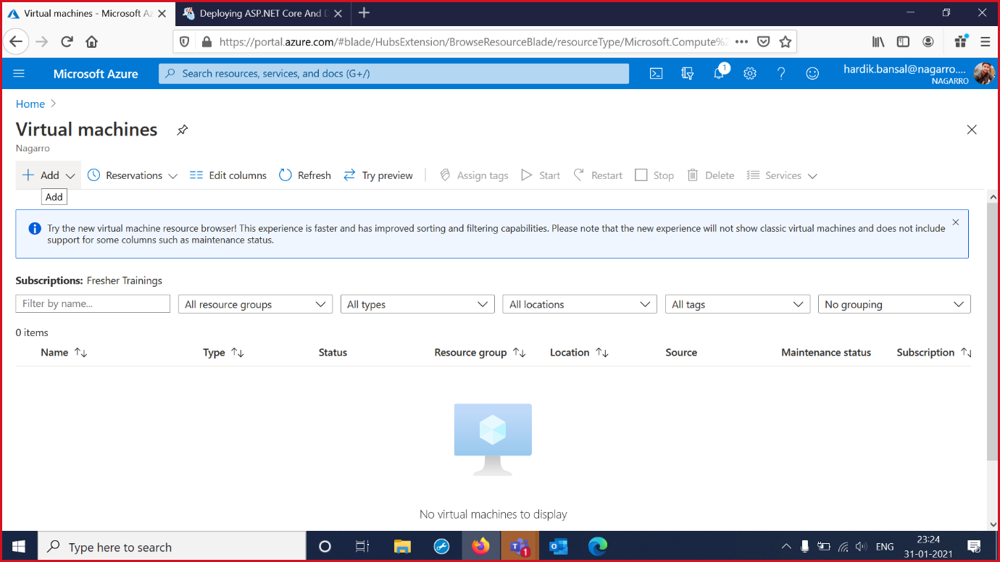 Virtual machines - Microsoft Az
Deploying ASP.NET Core And D
https://portal.azure.com/#blade/HubsExtension/BrowseResourceBlade/resourceType/Microsoft.Compute%2
Microsoft Azure
Search resources, services, and docs (G+/)
1
hardik.bansal@nagarro....
NAGARRO
Home
Virtual machines
Nagarro
Add
Reservations
Edit columns
Refresh
Try preview
Assign tags
Start
Restart
Stop
Delete
Services
Add
Try the new virtual machine resource browser! This experience is faster and has improved sorting and filtering capabilities. Please note that the new experience will not show classic virtual machines and does not include
support for some columns such as maintenance status.
Subscriptions: Fresher Trainings
Filter by name...
All resource groups
All types
All locations
All tags
No grouping
0 items
Name
Type
Status
Resource group
Location
Source
Maintenance status
Subscription
No virtual machines to display
Type here to search
1
ENG
23:24
31-01-2021